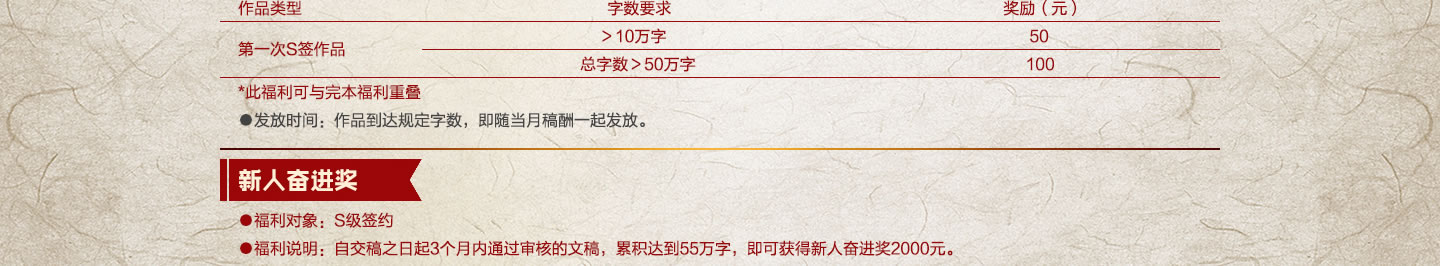 作品类型 字数要求 奖励（元）
第一次S签作品 ＞10万字 50
总字数＞50万字 100
*此福利可与完本福利重叠
●发放时间：作品到达规定字数，即随当月稿酬一起发放。
新人奋进奖
●福利对象：S级签约
●福利说明：自交稿之日起3个月内通过审核的文稿，累积达到55万字，即可获得新人奋进奖2000元。